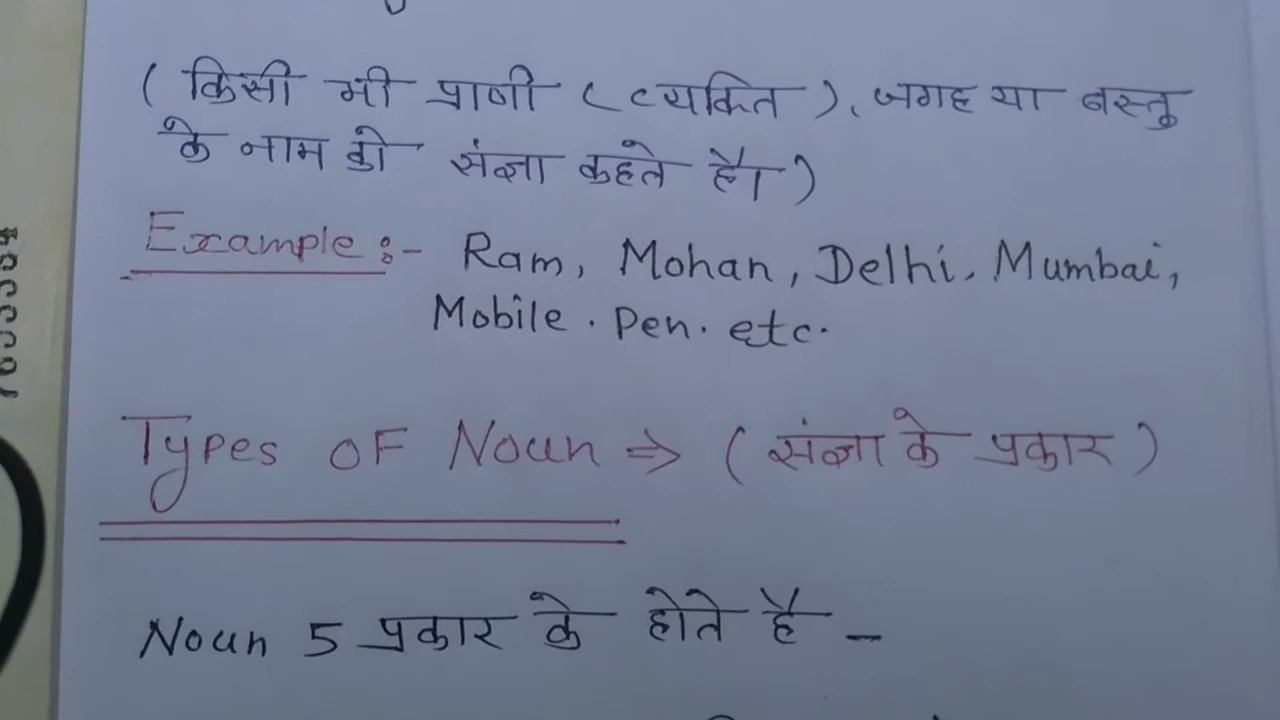 ( किसी भी प्राणी ( व्यक्ति ), जगह या वस्तु
के नाम को संज्ञा कहते है। )
Example :- Ram, Mohan, Delhi, Mumbai,
Mobile. Pen. etc.
Types OF Noun ⇒ ( संज्ञा के प्रकार )
Noun 5 प्रकार के होते है -